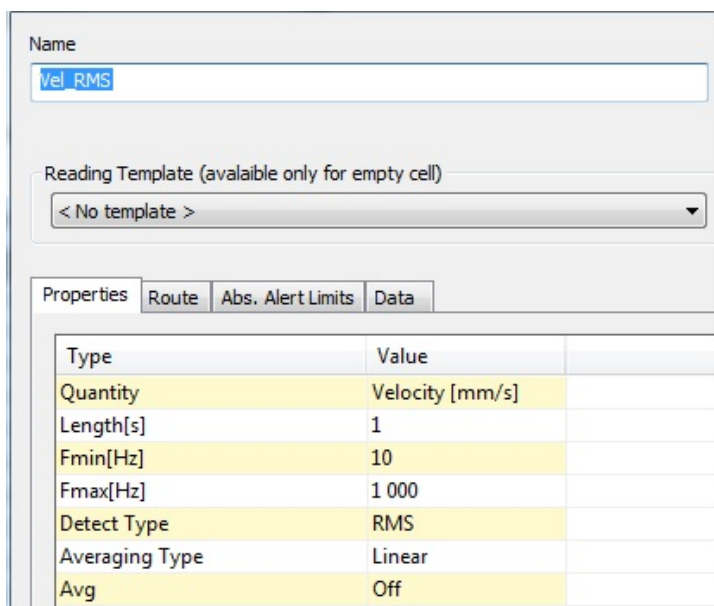 Name
Vel_RMS
Reading Template (avalaible only for empty cell)
< No template >
Properties Route Abs. Alert Limits Data
Type Value
Quantity Velocity [mm/s]
Length[s] 1
Fmin[Hz] 10
Fmax[Hz] 1 000
Detect Type RMS
Averaging Type Linear
Avg Off